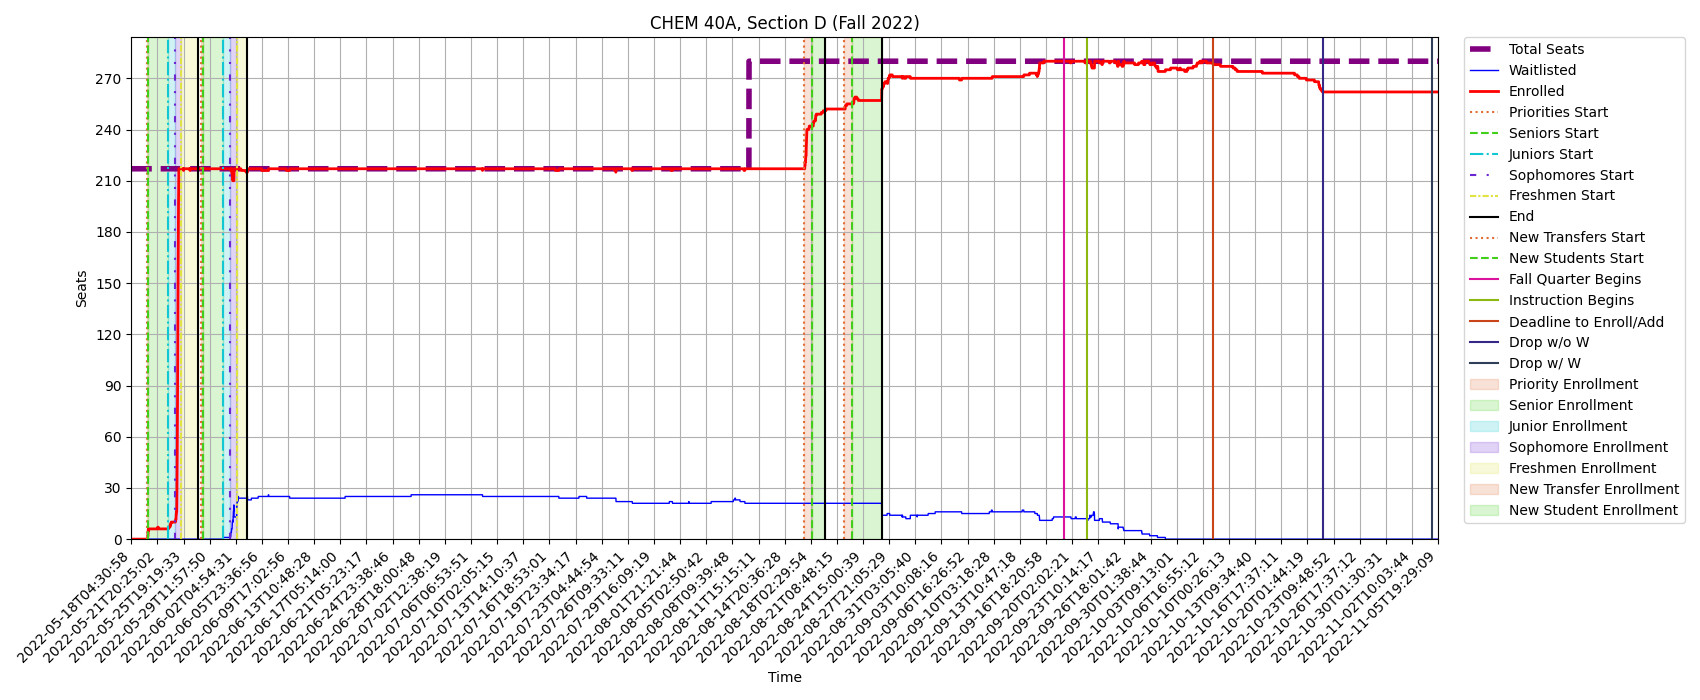 CHEM 40A, Section D (Fall 2022)
Seats
270
240
210
180
150
120
90
60
30
0
2022-05-18T04:30:58
2022-05-21T20:25:02
2022-05-25T19:19:33
2022-05-29T11:57:50
2022-06-02T04:54:31
2022-06-05T23:36:56
2022-06-09T17:02:56
2022-06-13T10:48:28
2022-06-17T05:14:00
2022-06-21T05:23:17
2022-06-24T23:38:46
2022-06-28T18:00:48
2022-07-02T12:38:19
2022-07-06T06:53:51
2022-07-10T02:05:15
2022-07-13T14:10:37
2022-07-16T18:53:01
2022-07-19T23:34:17
2022-07-23T04:44:54
2022-07-26T09:33:11
2022-07-29T16:09:19
2022-08-01T21:21:44
2022-08-05T02:50:42
2022-08-08T09:39:48
2022-08-11T15:15:11
2022-08-14T20:36:28
2022-08-18T02:29:54
2022-08-21T08:48:15
2022-08-24T15:00:39
2022-08-27T21:05:29
2022-08-31T03:05:40
2022-09-03T10:08:16
2022-09-06T16:26:52
2022-09-10T03:18:28
2022-09-13T10:47:18
2022-09-16T18:20:58
2022-09-20T02:02:21
2022-09-23T10:14:17
2022-09-26T18:01:42
2022-09-30T01:38:44
2022-10-03T09:13:01
2022-10-06T16:55:12
2022-10-10T00:26:13
2022-10-13T09:34:40
2022-10-16T17:37:11
2022-10-20T01:44:19
2022-10-23T09:48:52
2022-10-26T17:37:12
2022-10-30T01:30:31
2022-11-02T10:03:44
2022-11-05T19:29:09
Time
Total Seats
Waitlisted
Enrolled
Priorities Start
Seniors Start
Juniors Start
Sophomores Start
Freshmen Start
End
New Transfers Start
New Students Start
Fall Quarter Begins
Instruction Begins
Deadline to Enroll/Add
Drop w/o W
Drop w/ W
Priority Enrollment
Senior Enrollment
Junior Enrollment
Sophomore Enrollment
Freshmen Enrollment
New Transfer Enrollment
New Student Enrollment